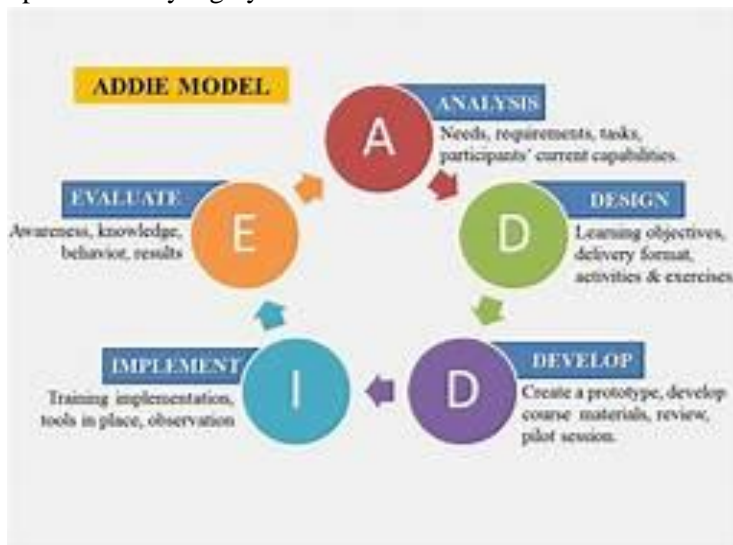 ADDIE MODEL
A
ANALYSIS
Needs, requirements, tasks,
participants' current capabilities.
D
DESIGN
Learning objectives,
delivery format,
activities & exercises
D
DEVELOP
Create a prototype, develop
course materials, review,
pilot session.
I
IMPLEMENT
Training implementation,
tools in place, observation
E
EVALUATE
Awareness, knowledge,
behavior, results